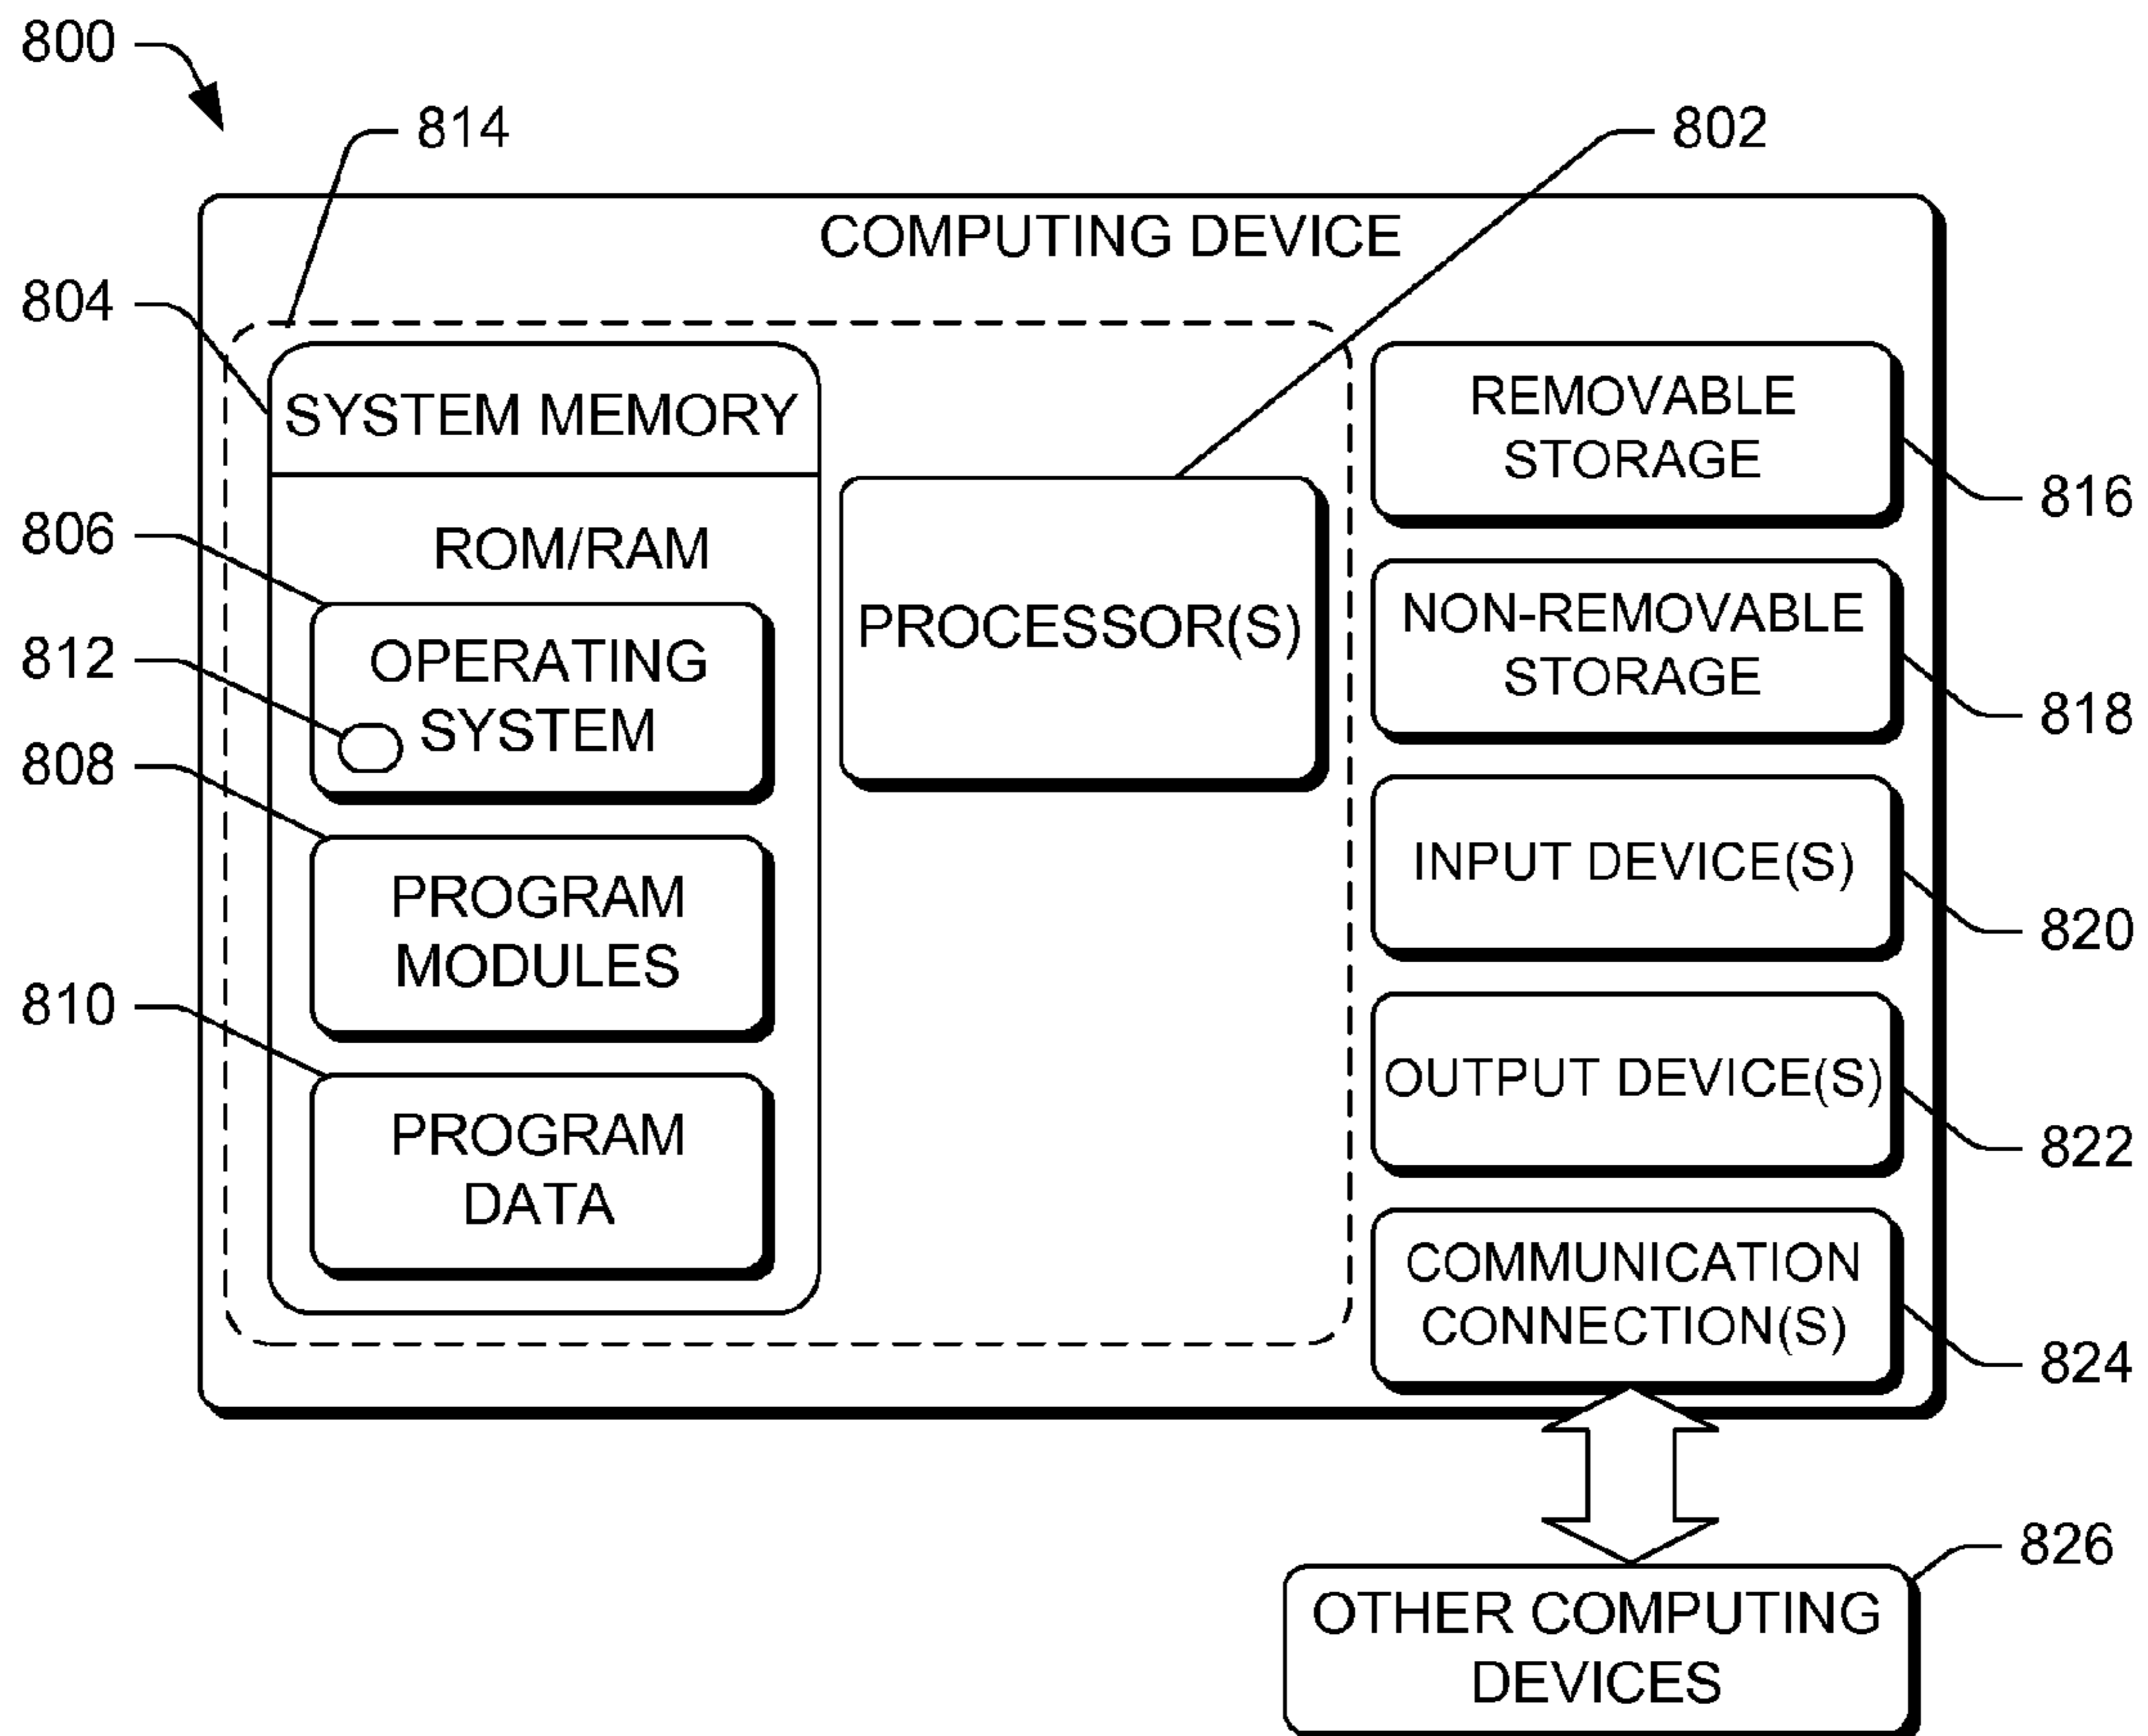 800
814
802
COMPUTING DEVICE
804
SYSTEM MEMORY
ROM/RAM
806
OPERATING
SYSTEM
812
808
PROGRAM
MODULES
810
PROGRAM
DATA
PROCESSOR(S)
REMOVABLE
STORAGE
816
NON-REMOVABLE
STORAGE
818
INPUT DEVICE(S)
820
OUTPUT DEVICE(S)
822
COMMUNICATION
CONNECTION(S)
824
826
OTHER COMPUTING
DEVICES